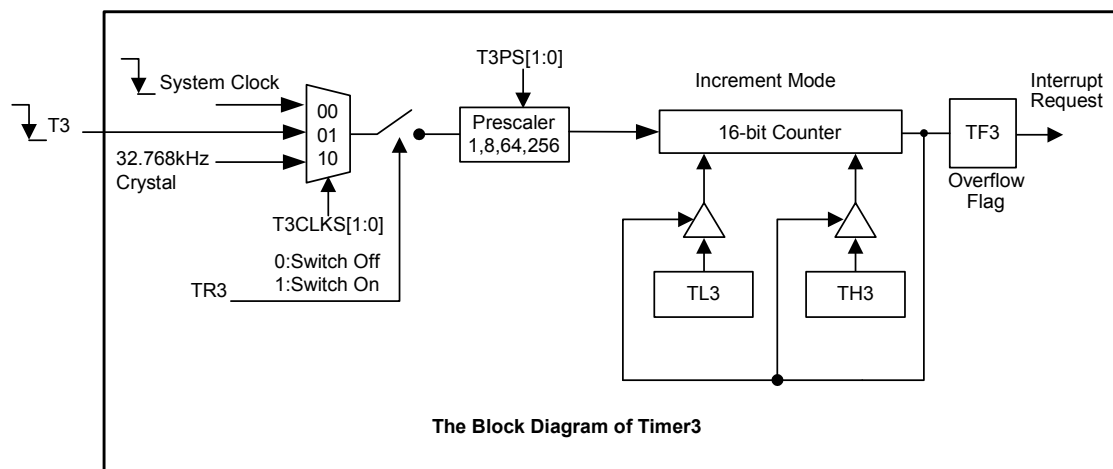 T3PS[1:0]
Increment Mode
Interrupt
Request
System Clock
T3
00
01
10
Prescaler
1,8,64,256
16-bit Counter
TF3
32.768kHz
Crystal
Overflow
Flag
T3CLKS[1:0]
0:Switch Off
1:Switch On
TR3
TL3
TH3
The Block Diagram of Timer3